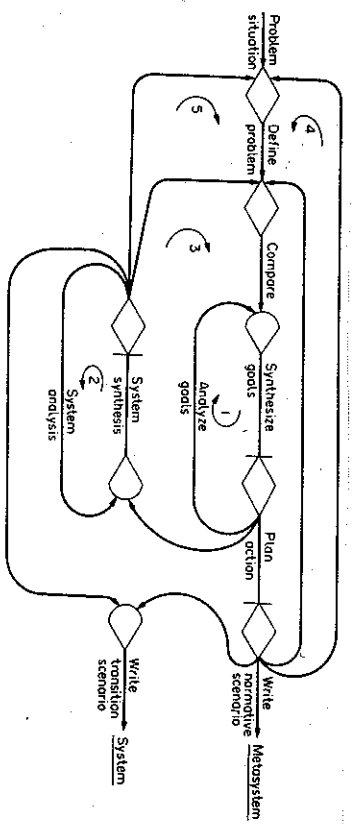 Problem
situation
4
5
Define
problem
3
Compare
Synthesize
goals
1
Analyze
goals
System
synthesis
2
System
analysis
Plan
action
Write
normative
scenario
Metasystem
Write
transition
scenario
System